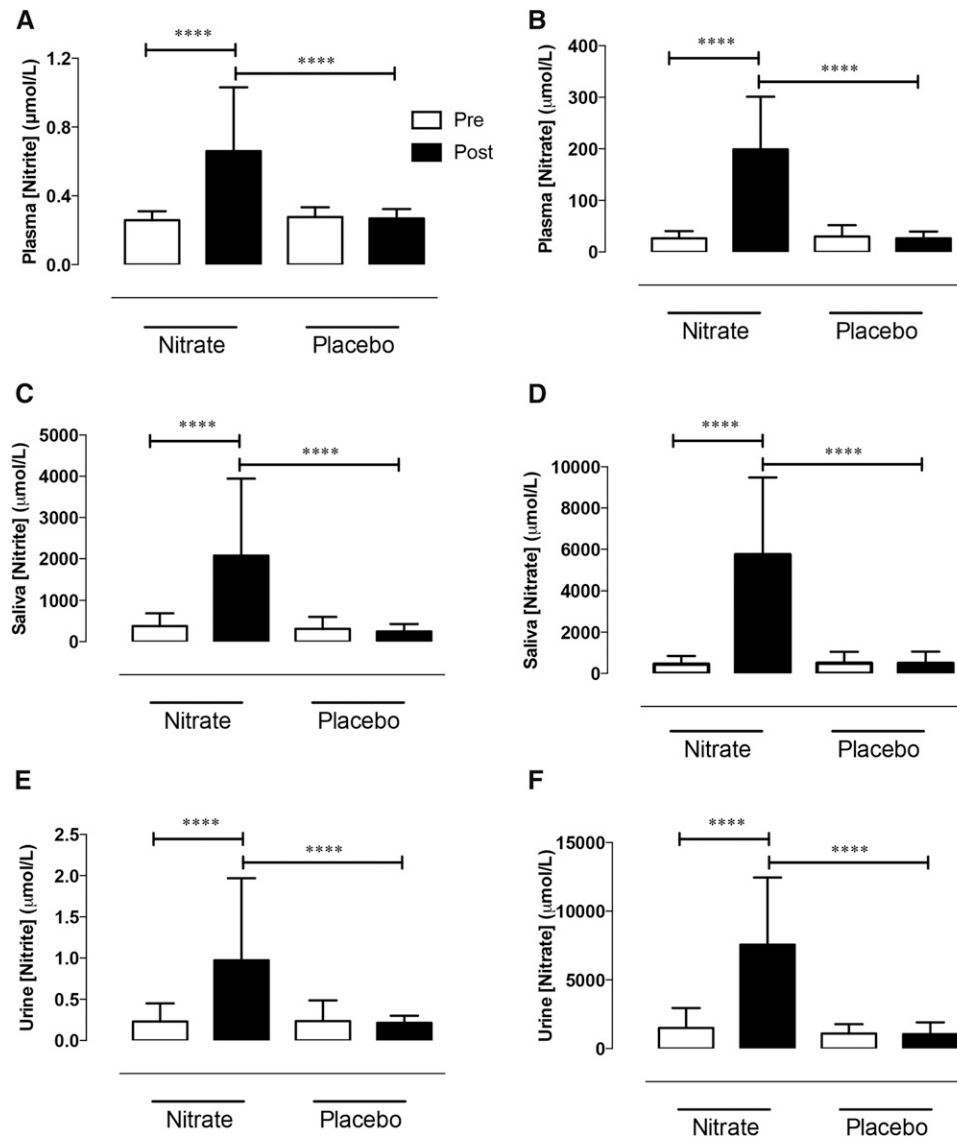 A
B
****
****
Plasma [Nitrite] (µmol/L)
1.2
0.8
0.4
0.0
Pre
Post
Nitrate
Placebo
****
****
Plasma [Nitrate] (µmol/L)
400
300
200
100
0
Nitrate
Placebo
C
D
****
****
Saliva [Nitrite] (µmol/L)
5000
4000
3000
2000
1000
0
Nitrate
Placebo
****
****
Saliva [Nitrate] (µmol/L)
10000
8000
6000
4000
2000
0
Nitrate
Placebo
E
F
****
****
Urine [Nitrite] (µmol/L)
2.5
2.0
1.5
1.0
0.5
0.0
Nitrate
Placebo
****
****
Urine [Nitrate] (µmol/L)
15000
10000
5000
0
Nitrate
Placebo